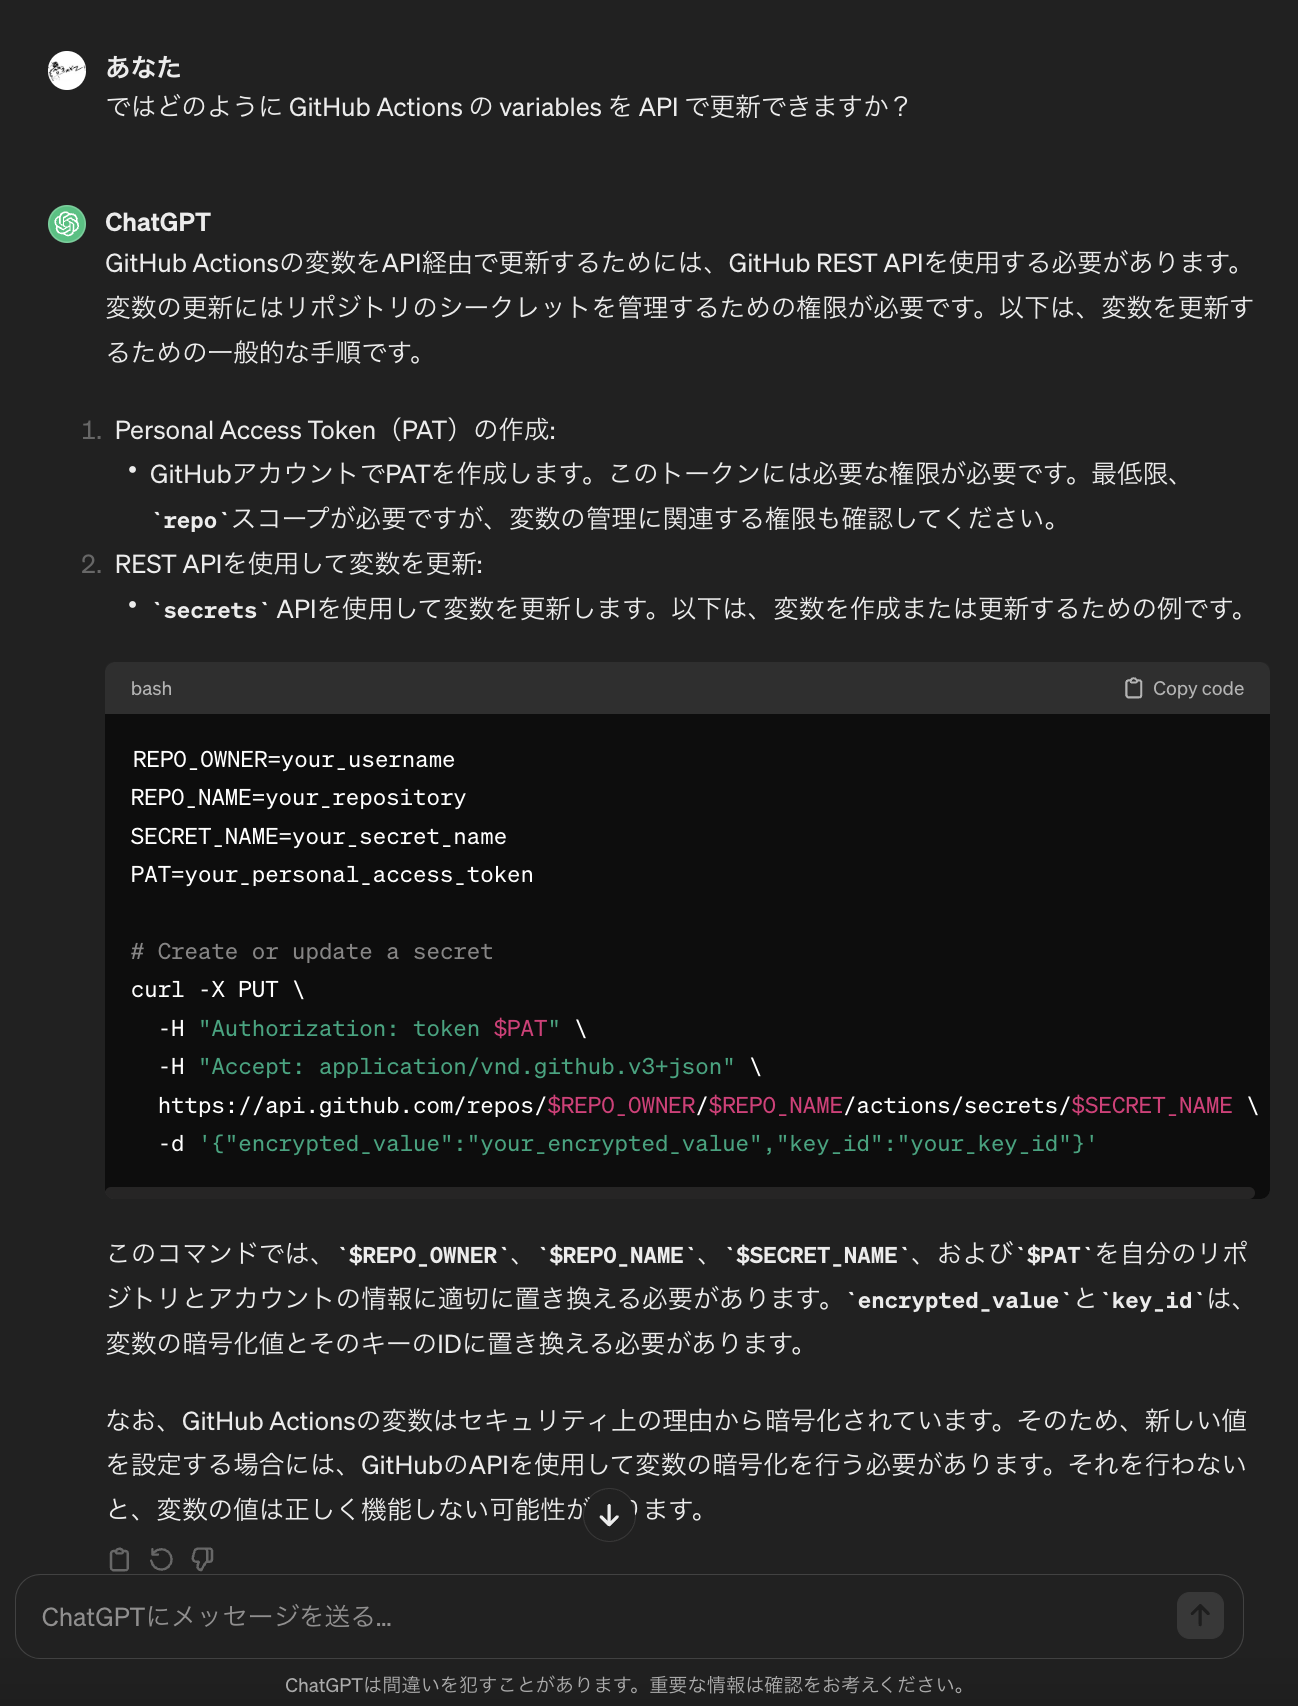 あなた
ではどのように GitHub Actions の variables を API で更新できますか？
ChatGPT
GitHub Actionsの変数をAPI経由で更新するためには、GitHub REST APIを使用する必要があります。
変数の更新にはリポジトリのシークレットを管理するための権限が必要です。以下は、変数を更新す
るための一般的な手順です。
1. Personal Access Token（PAT）の作成:
• GitHubアカウントでPATを作成します。このトークンには必要な権限が必要です。最低限、
`repo`スコープが必要ですが、変数の管理に関連する権限も確認してください。
2. REST APIを使用して変数を更新:
• `secrets` APIを使用して変数を更新します。以下は、変数を作成または更新するための例です。
bash Copy code
REPO_OWNER=your_username
REPO_NAME=your_repository
SECRET_NAME=your_secret_name
PAT=your_personal_access_token
# Create or update a secret
curl -X PUT \
-H "Authorization: token $PAT" \
-H "Accept: application/vnd.github.v3+json" \
https://api.github.com/repos/$REPO_OWNER/$REPO_NAME/actions/secrets/$SECRET_NAME \
-d '{"encrypted_value":"your_encrypted_value","key_id":"your_key_id"}'
このコマンドでは、`$REPO_OWNER`、`$REPO_NAME`、`$SECRET_NAME`、および`$PAT`を自分のリポ
ジトリとアカウントの情報に適切に置き換える必要があります。`encrypted_value`と`key_id`は、
変数の暗号化値とそのキーのIDに置き換える必要があります。
なお、GitHub Actionsの変数はセキュリティ上の理由から暗号化されています。そのため、新しい値
を設定する場合には、GitHubのAPIを使用して変数の暗号化を行う必要があります。それを行わない
と、変数の値は正しく機能しない可能性があります。
ChatGPTにメッセージを送る...
ChatGPTは間違いを犯すことがあります。重要な情報は確認をお考えください。